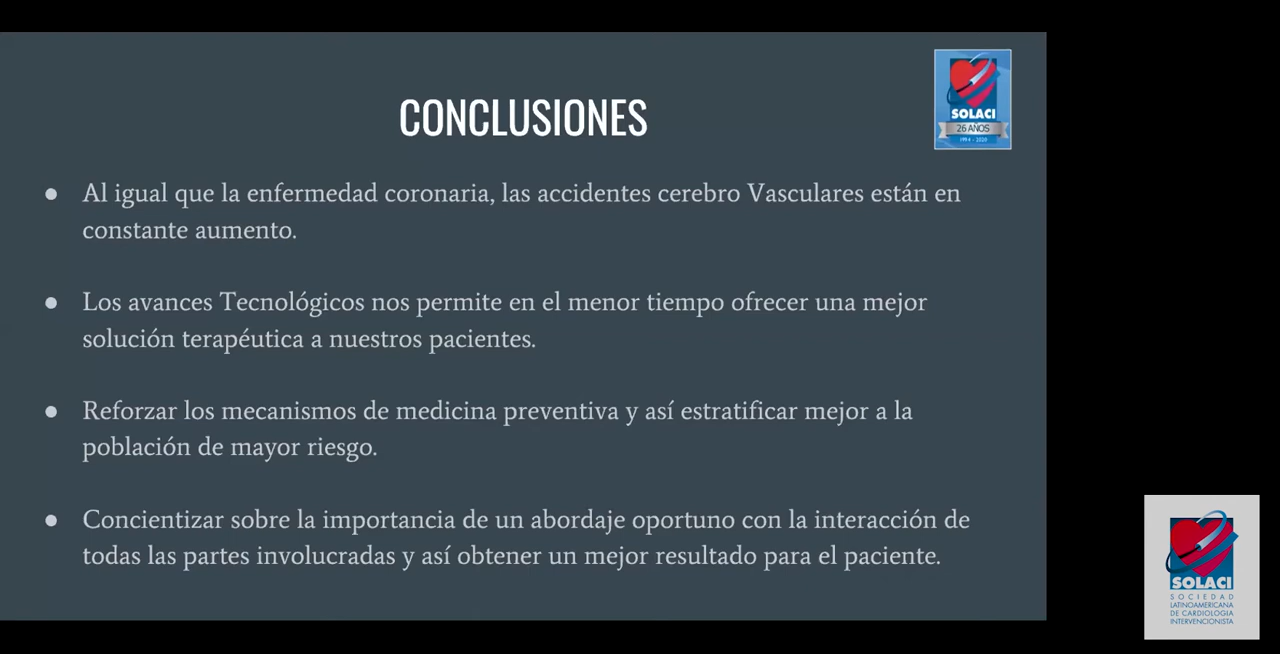 CONCLUSIONES
SOLACI
26 AÑOS
1994 - 2020
● Al igual que la enfermedad coronaria, las accidentes cerebro Vasculares están en
constante aumento.
● Los avances Tecnológicos nos permite en el menor tiempo ofrecer una mejor
solución terapéutica a nuestros pacientes.
● Reforzar los mecanismos de medicina preventiva y así estratificar mejor a la
población de mayor riesgo.
● Concientizar sobre la importancia de un abordaje oportuno con la interacción de
todas las partes involucradas y así obtener un mejor resultado para el paciente.
SOLACI
SOCIEDAD
LATINOAMERICANA
DE CARDIOLOGIA
INTERVENCIONISTA